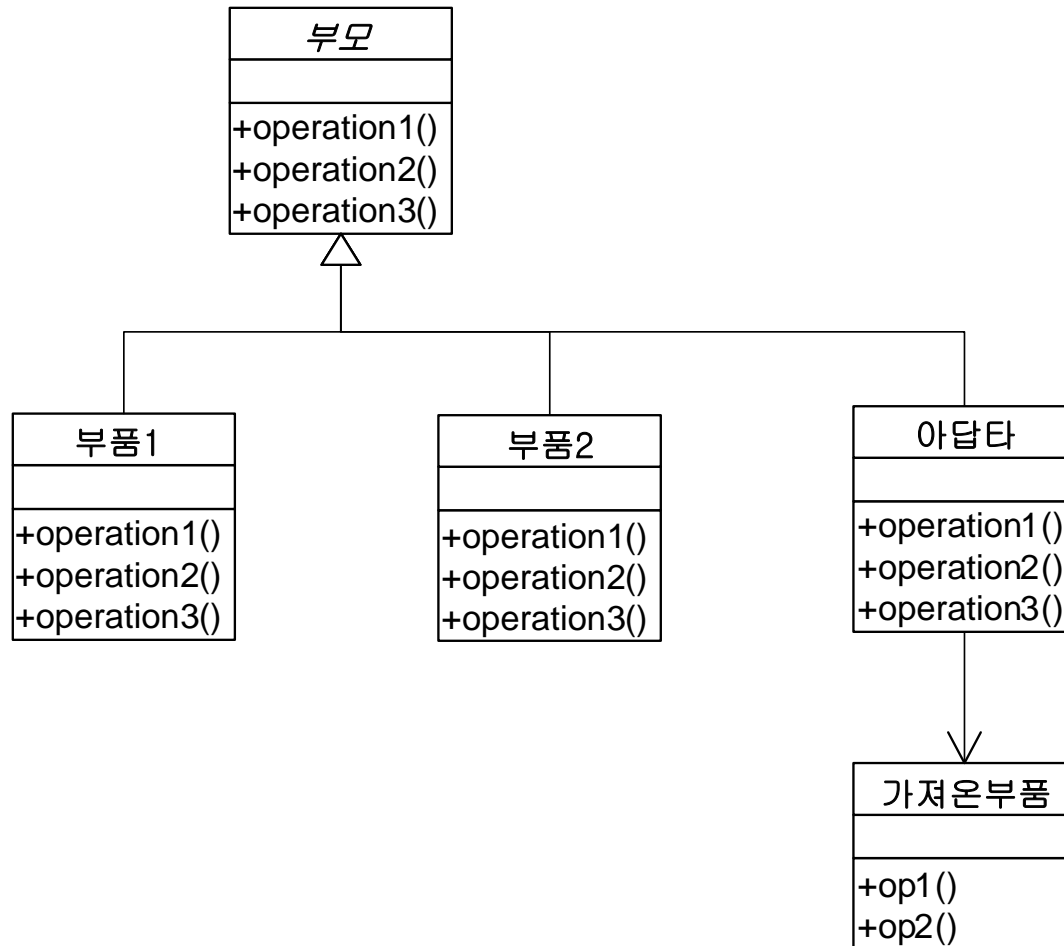 부모
+operation1()
+operation2()
+operation3()
부품1
+operation1()
+operation2()
+operation3()
부품2
+operation1()
+operation2()
+operation3()
아답타
+operation1()
+operation2()
+operation3()
가져온부품
+op1()
+op2()